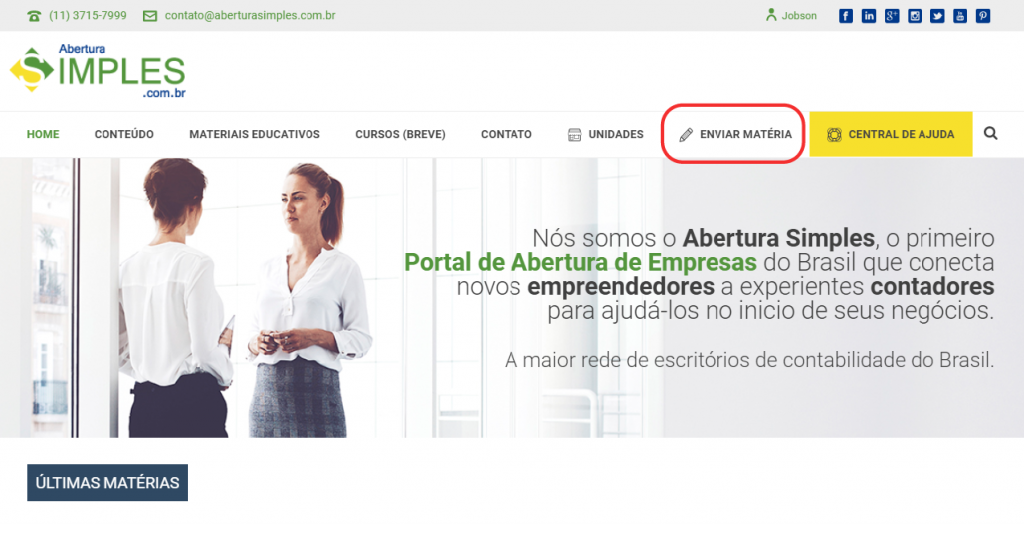 (11) 3715-7999 contato@aberturasimples.com.br Jobson
Abertura
SIMPLES
.com.br
HOME CONTEÚDO MATERIAIS EDUCATIVOS CURSOS (BREVE) CONTATO UNIDADES ENVIAR MATÉRIA CENTRAL DE AJUDA
Nós somos o Abertura Simples, o primeiro
Portal de Abertura de Empresas do Brasil que conecta
novos empreendedores a experientes contadores
para ajudá-los no inicio de seus negócios.
A maior rede de escritórios de contabilidade do Brasil.
ÚLTIMAS MATÉRIAS